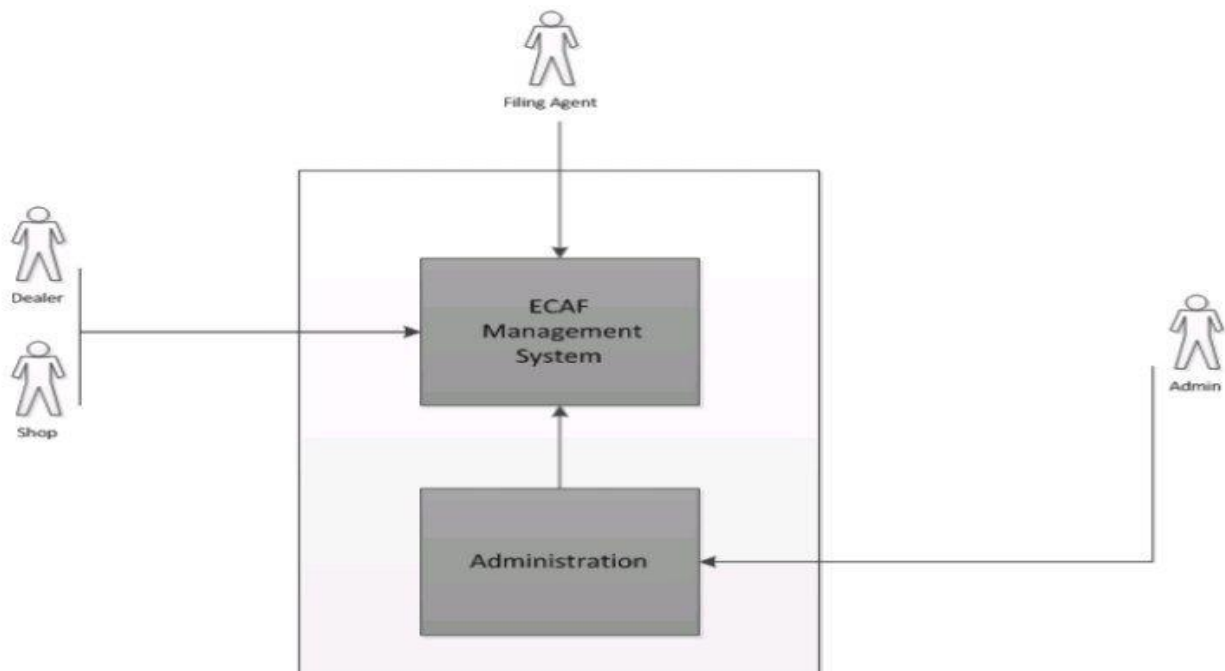 Filing Agent
Dealer
ECAF
Management
System
Shop
Admin
Administration